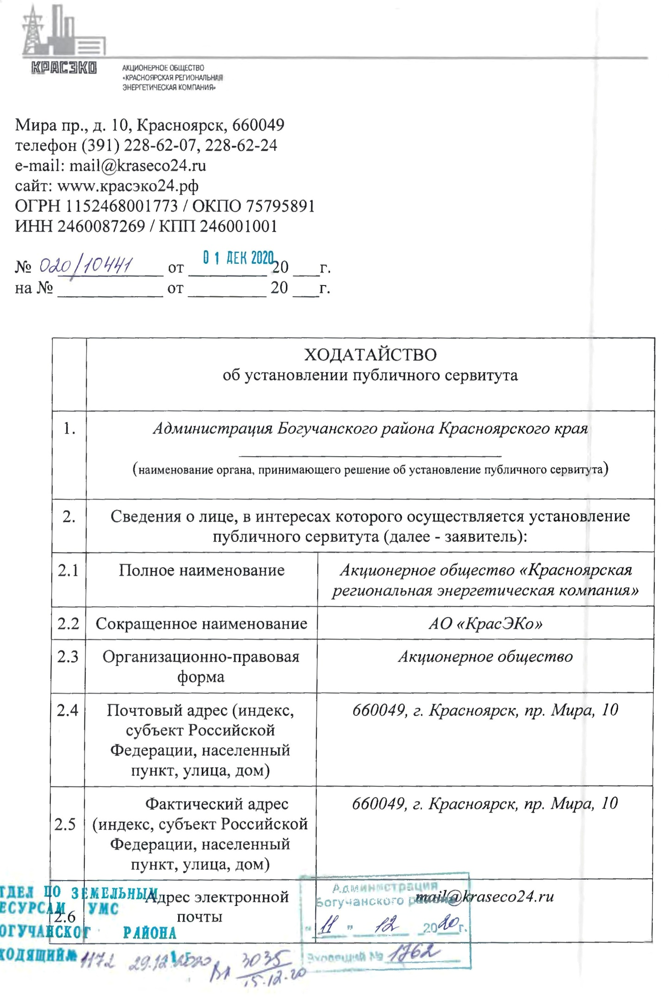 КРАСЭКО
АКЦИОНЕРНОЕ ОБЩЕСТВО
«КРАСНОЯРСКАЯ РЕГИОНАЛЬНАЯ
ЭНЕРГЕТИЧЕСКАЯ КОМПАНИЯ»
Мира пр., д. 10, Красноярск, 660049
телефон (391) 228-62-07, 228-62-24
e-mail: mail@kraseco24.ru
сайт: www.красэко24.рф
ОГРН 1152468001773 / ОКПО 75795891
ИНН 2460087269 / КПП 246001001
№ 020/10441 от 01 ДЕК 2020 20 ___г.
на № ____________ от _________ 20 ___г.
ХОДАТАЙСТВО
об установлении публичного сервитута
1. Администрация Богучанского района Красноярского края
(наименование органа, принимающего решение об установление публичного сервитута)
2. Сведения о лице, в интересах которого осуществляется установление
публичного сервитута (далее - заявитель):
2.1 Полное наименование Акционерное общество «Красноярская
региональная энергетическая компания»
2.2 Сокращенное наименование АО «КрасЭКо»
2.3 Организационно-правовая Акционерное общество
форма
2.4 Почтовый адрес (индекс, 660049, г. Красноярск, пр. Мира, 10
субъект Российской
Федерации, населенный
пункт, улица, дом)
Фактический адрес 660049, г. Красноярск, пр. Мира, 10
2.5 (индекс, субъект Российской
Федерации, населенный
пункт, улица, дом)
Адрес электронной mail@kraseco24.ru
2.6 почты
ТДЕЛ ПО ЗЕМЕЛЬНЫМ
ЕСУРСАМ УМС
ОГУЧАНСКОГ РАЙОНА
ХОДЯЩИЙ № 1172 29.12.2020
Вх 3035
15.12.20
Администрация
Богучанского района
" 11 " 12 2020 г.
Входящий № 1762